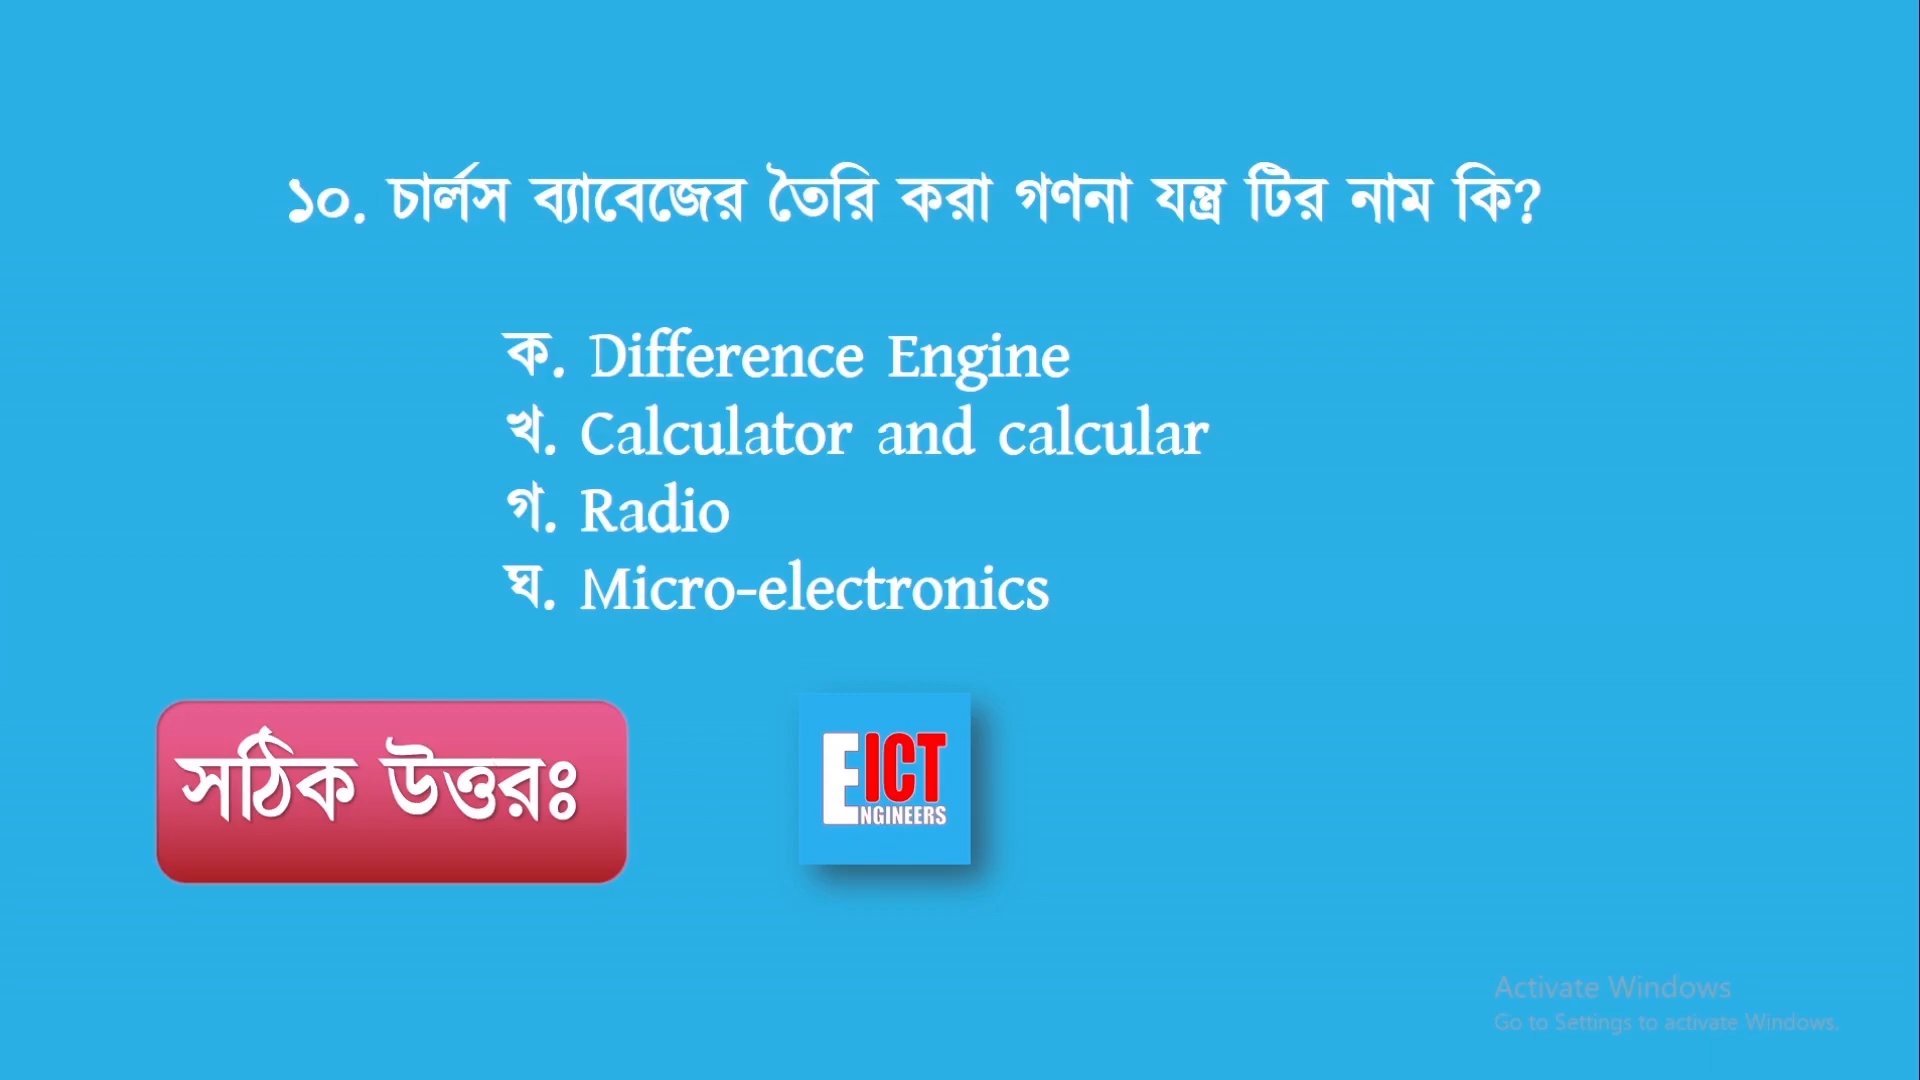 ১০. চার্লস ব্যাবেজের তৈরি করা গণনা যন্ত্র টির নাম কি?
ক. Difference Engine
খ. Calculator and calcular
গ. Radio
ঘ. Micro-electronics
সঠিক উত্তরঃ
EICT
NGINEERS
Activate Windows
Go to Settings to activate Windows.